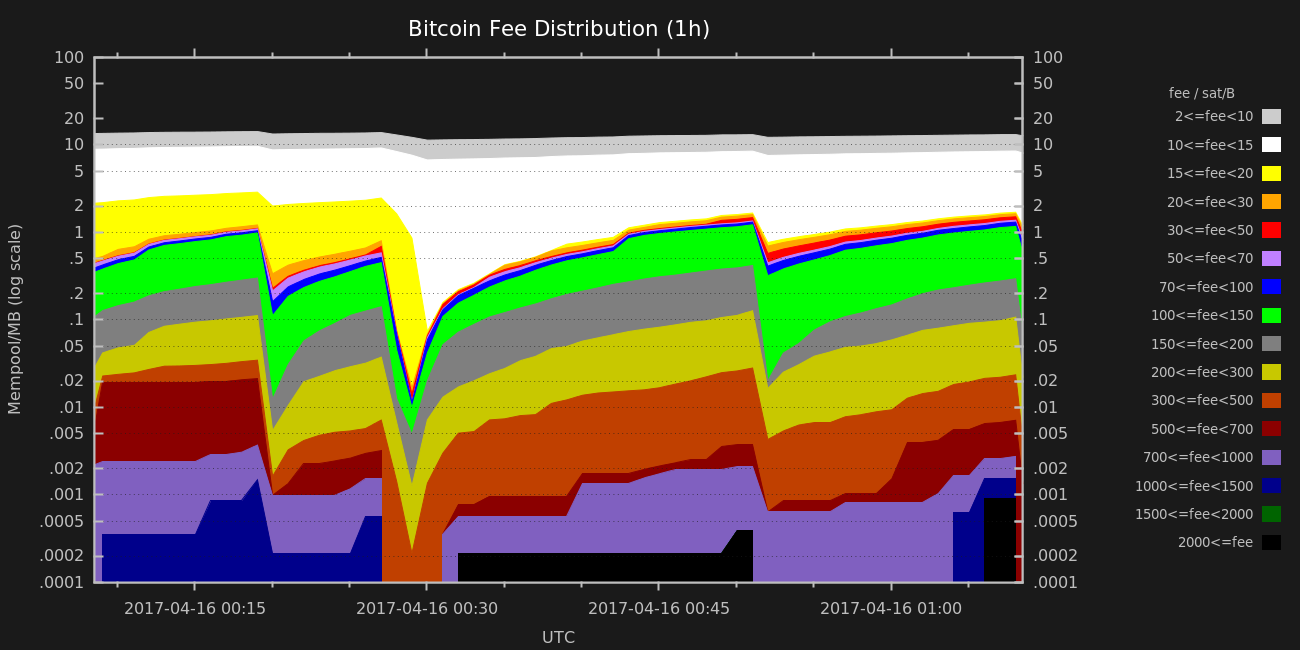 Bitcoin Fee Distribution (1h)
100
50
20
10
5
2
1
.5
.2
.1
.05
.02
.01
.005
.002
.001
.0005
.0002
.0001
Mempool/MB (log scale)
100
50
20
10
5
2
1
.5
.2
.1
.05
.02
.01
.005
.002
.001
.0005
.0002
.0001
2017-04-16 00:15
2017-04-16 00:30
2017-04-16 00:45
2017-04-16 01:00
UTC
fee / sat/B
2<=fee<10
10<=fee<15
15<=fee<20
20<=fee<30
30<=fee<50
50<=fee<70
70<=fee<100
100<=fee<150
150<=fee<200
200<=fee<300
300<=fee<500
500<=fee<700
700<=fee<1000
1000<=fee<1500
1500<=fee<2000
2000<=fee